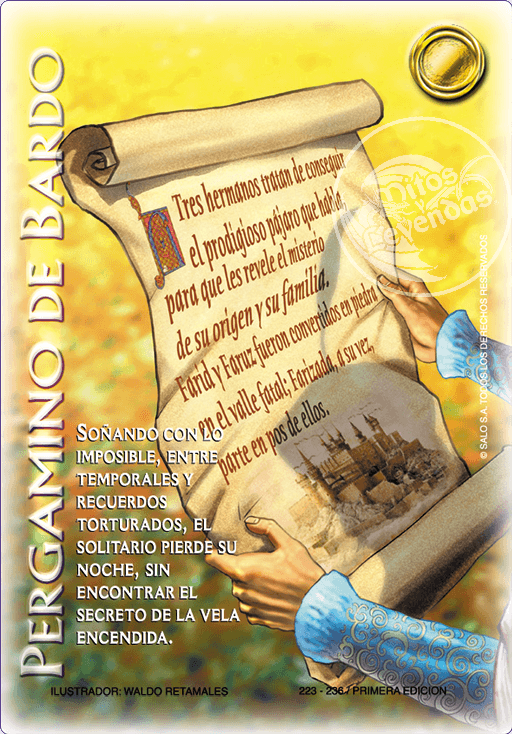 PERGAMINO DE BARDO
Tres hermanos tratan de conseguir
el prodigioso pájaro que habla,
para que les revele el misterio
de su origen y su familia.
Farid y Faruz fueron convertidos en piedra
en el valle fatal; Farizada, a su vez,
parte en pos de ellos.
Mitos
y
Leyendas
© SALO S.A. TODOS LOS DERECHOS RESERVADOS
SOÑANDO CON LO
IMPOSIBLE, ENTRE
TEMPORALES Y
RECUERDOS
TORTURADOS, EL
SOLITARIO PIERDE SU
NOCHE, SIN
ENCONTRAR EL
SECRETO DE LA VELA
ENCENDIDA.
ILUSTRADOR: WALDO RETAMALES
223 - 236 / PRIMERA EDICION